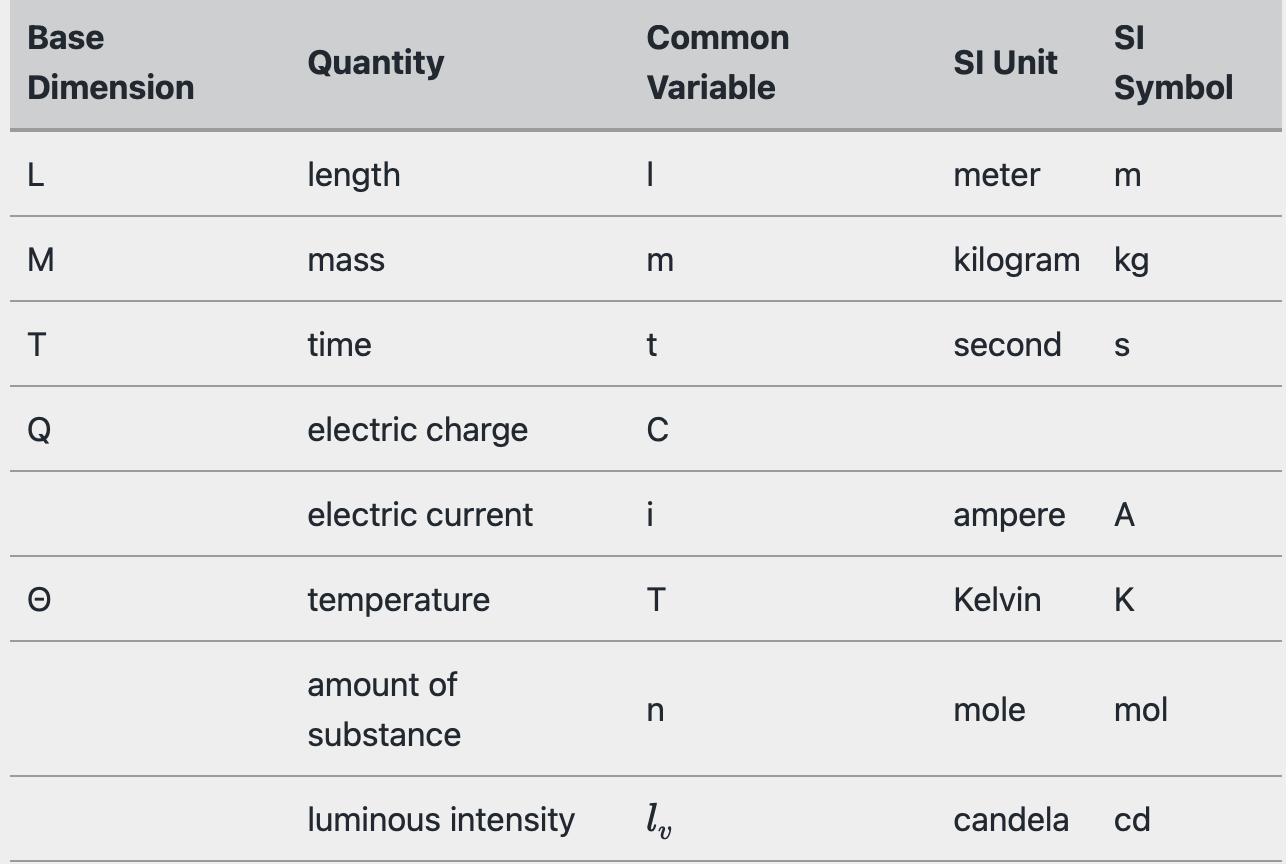 Base Dimension Quantity Common Variable SI Unit SI Symbol
L length l meter m
M mass m kilogram kg
T time t second s
Q electric charge C
electric current i ampere A
Θ temperature T Kelvin K
amount of substance n mole mol
luminous intensity l_v candela cd